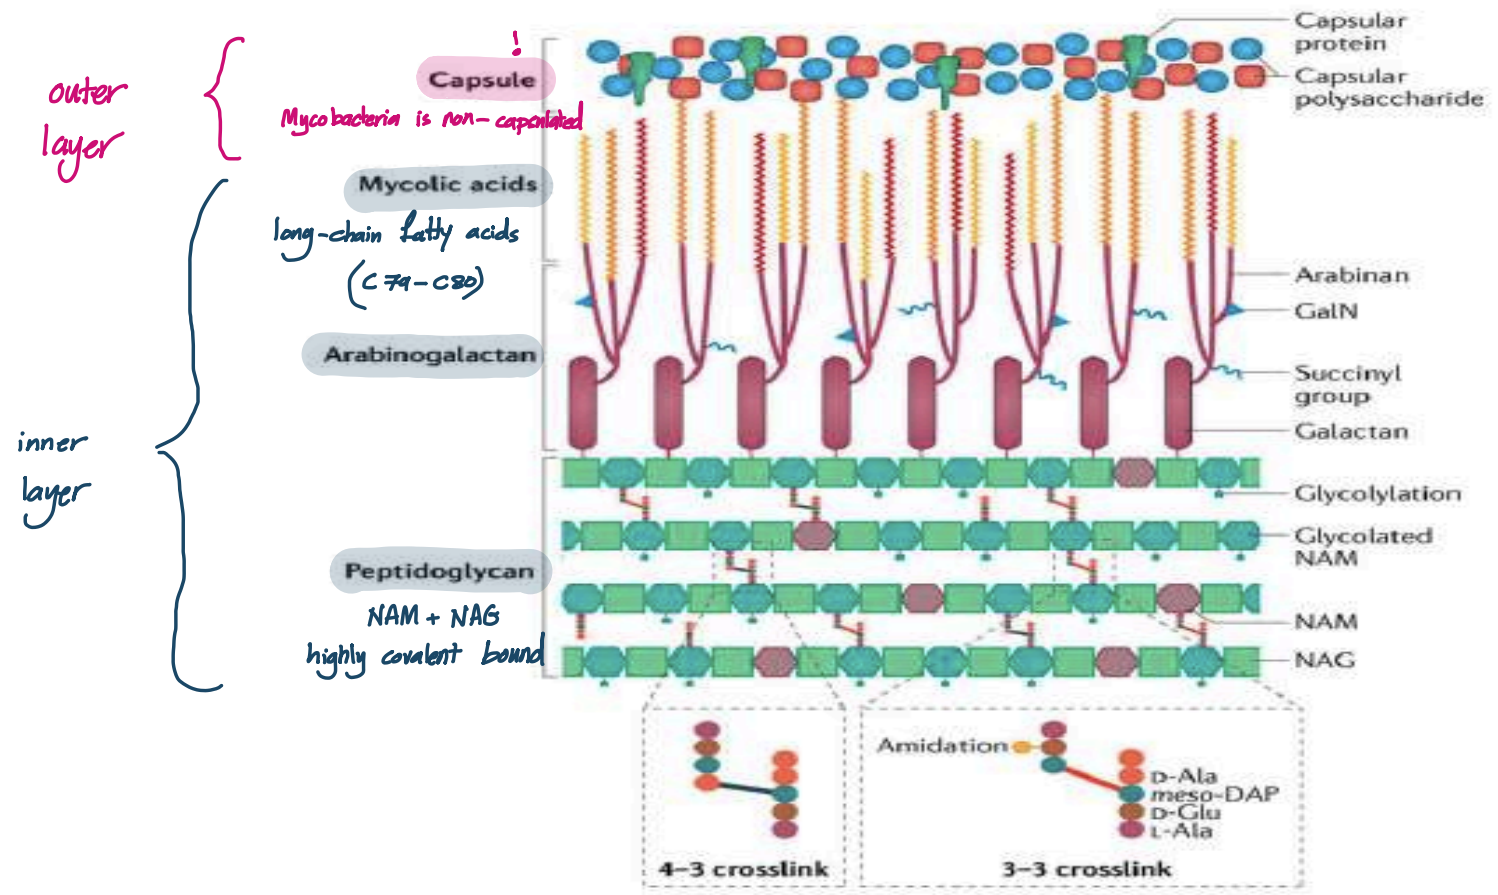 outer
layer
!
Capsule
Mycobacteria is non-capsulated
Mycolic acids
long-chain fatty acids
(C79-C80)
Arabinogalactan
inner
layer
Peptidoglycan
NAM + NAG
highly covalent bound
Capsular
protein
Capsular
polysaccharide
Arabinan
GalN
Succinyl
group
Galactan
Glycolylation
Glycolated
NAM
NAM
NAG
4–3 crosslink
Amidation
D-Ala
meso-DAP
D-Glu
L-Ala
3–3 crosslink